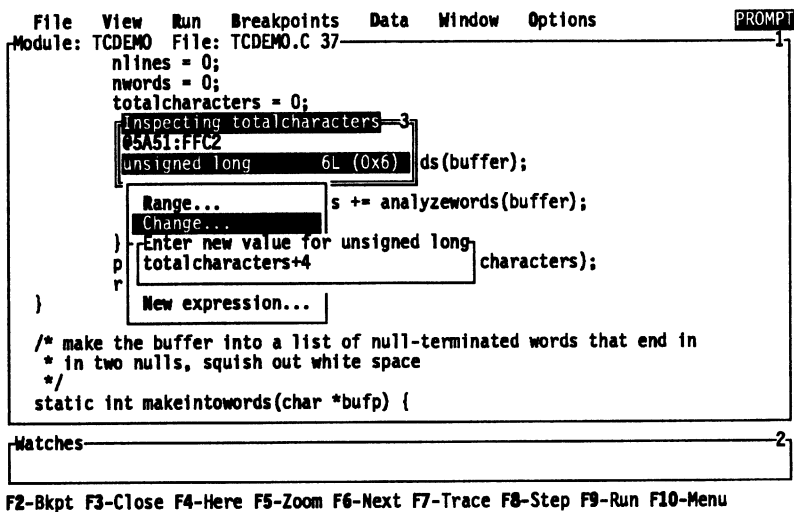 File View Run Breakpoints Data Window Options PROMPT
Module: TCDEMO File: TCDEMO.C 37 1
nlines = 0;
nwords = 0;
totalcharacters = 0;
Inspecting totalcharacters 3
@5A51:FFC2
unsigned long 6L (0x6) ds(buffer);
Range... s += analyzewords(buffer);
Change...
} Enter new value for unsigned long
p totalcharacters+4 characters);
r
} New expression...
/* make the buffer into a list of null-terminated words that end in
* in two nulls, squish out white space
*/
static int makeintowords(char *bufp) {
Watches 2
F2-Bkpt F3-Close F4-Here F5-Zoom F6-Next F7-Trace F8-Step F9-Run F10-Menu